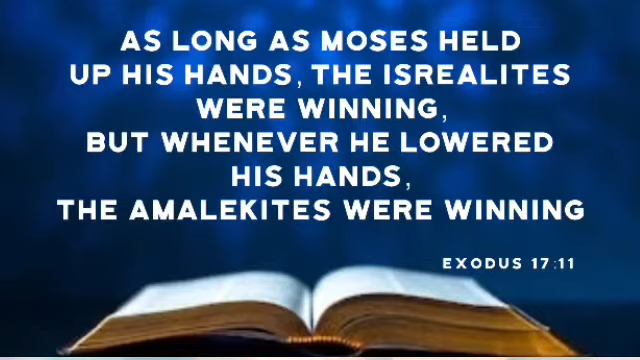 AS LONG AS MOSES HELD
UP HIS HANDS, THE ISREALITES
WERE WINNING,
BUT WHENEVER HE LOWERED
HIS HANDS,
THE AMALEKITES WERE WINNING
EXODUS 17:11